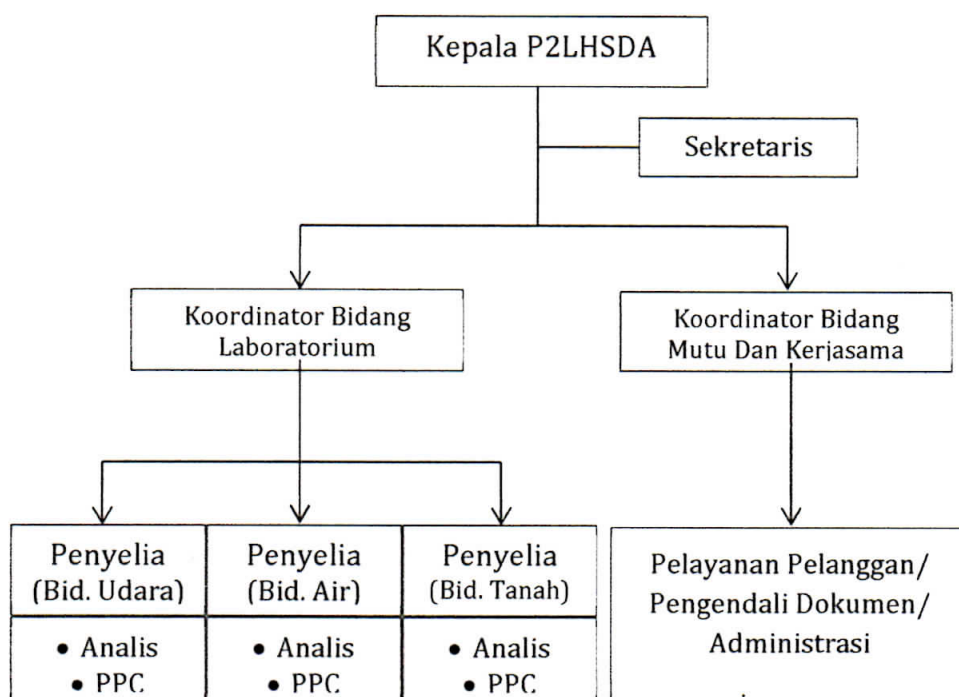 Kepala P2LHSDA
Sekretaris
Koordinator Bidang
Laboratorium
Koordinator Bidang
Mutu Dan Kerjasama
Penyelia
(Bid. Udara)
Penyelia
(Bid. Air)
Penyelia
(Bid. Tanah)
• Analis
• PPC
• Analis
• PPC
• Analis
• PPC
Pelayanan Pelanggan/
Pengendali Dokumen/
Administrasi